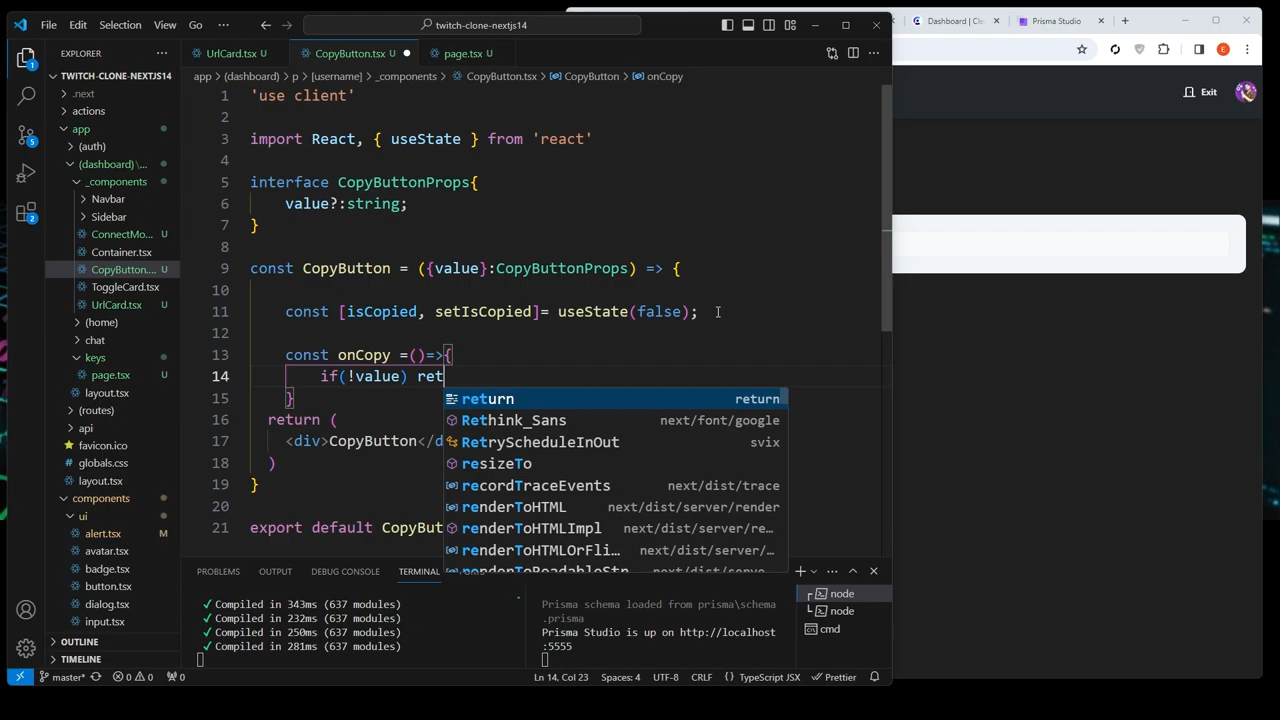 File Edit Selection View Go ··· twitch-clone-nextjs14
Prisma Studio
EXPLORER
UrlCard.tsx U CopyButton.tsx U page.tsx U
TWITCH-CLONE-NEXTJS14
app > (dashboard) > p > [username] > _components > CopyButton.tsx > CopyButton > onCopy
Exit
.next
actions
app
(auth)
(dashboard) \...
_components
Navbar
Sidebar
ConnectMo... U
Container.tsx
CopyButton.... U
ToggleCard.tsx
UrlCard.tsx U
(home)
chat
keys
page.tsx U
layout.tsx
(routes)
api
favicon.ico
globals.css
layout.tsx
components
ui
alert.tsx M
avatar.tsx
badge.tsx
button.tsx
dialog.tsx
input.tsx
OUTLINE
TIMELINE
1 'use client'
2
3 import React, { useState } from 'react'
4
5 interface CopyButtonProps{
6 value?:string;
7 }
8
9 const CopyButton = ({value}:CopyButtonProps) => {
10
11 const [isCopied, setIsCopied]= useState(false);
12
13 const onCopy =()=>{
14 if(!value) ret
15 }
16 return (
17 <div>CopyButton</d
18 )
19 }
20
21 export default CopyBut
return return
Rethink_Sans next/font/google
RetryScheduleInOut svix
resizeTo
recordTraceEvents next/dist/trace
renderToHTML next/dist/server/render
renderToHTMLImpl next/dist/server/re...
renderToHTMLOrFli... next/dist/server/...
PROBLEMS OUTPUT DEBUG CONSOLE TERMINAL
✓ Compiled in 343ms (637 modules)
✓ Compiled in 232ms (637 modules)
✓ Compiled in 250ms (637 modules)
✓ Compiled in 281ms (637 modules)
Prisma schema loaded from prisma\schema
.prisma
Prisma Studio is up on http://localhost
:5555
node
node
cmd
master* 0 0 0 Ln 14, Col 23 Spaces: 4 UTF-8 CRLF {} TypeScript JSX Prettier